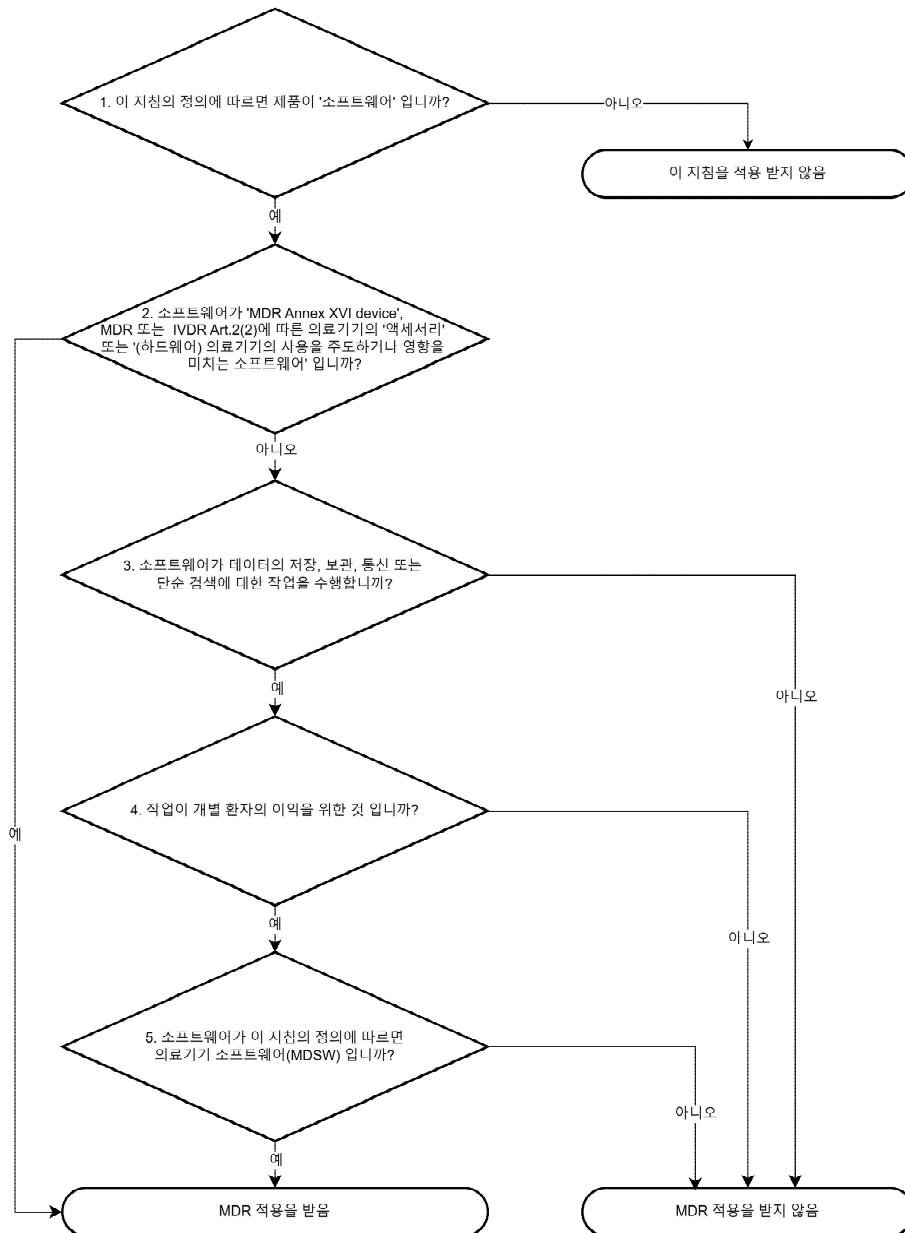 1. 이 지침의 정의에 따르면 제품이 '소프트웨어' 입니까?
아니오
이 지침을 적용 받지 않음
예
2. 소프트웨어가 'MDR Annex XVI device',
MDR 또는 IVDR Art.2(2)에 따른 의료기기의 '액세서리'
또는 '(하드웨어) 의료기기의 사용을 주도하거나 영향을
미치는 소프트웨어' 입니까?
아니오
3. 소프트웨어가 데이터의 저장, 보관, 통신 또는
단순 검색에 대한 작업을 수행합니까?
예
아니오
4. 작업이 개별 환자의 이익을 위한 것 입니까?
예
예
아니오
5. 소프트웨어가 이 지침의 정의에 따르면
의료기기 소프트웨어(MDSW) 입니까?
아니오
예
MDR 적용을 받음
MDR 적용을 받지 않음